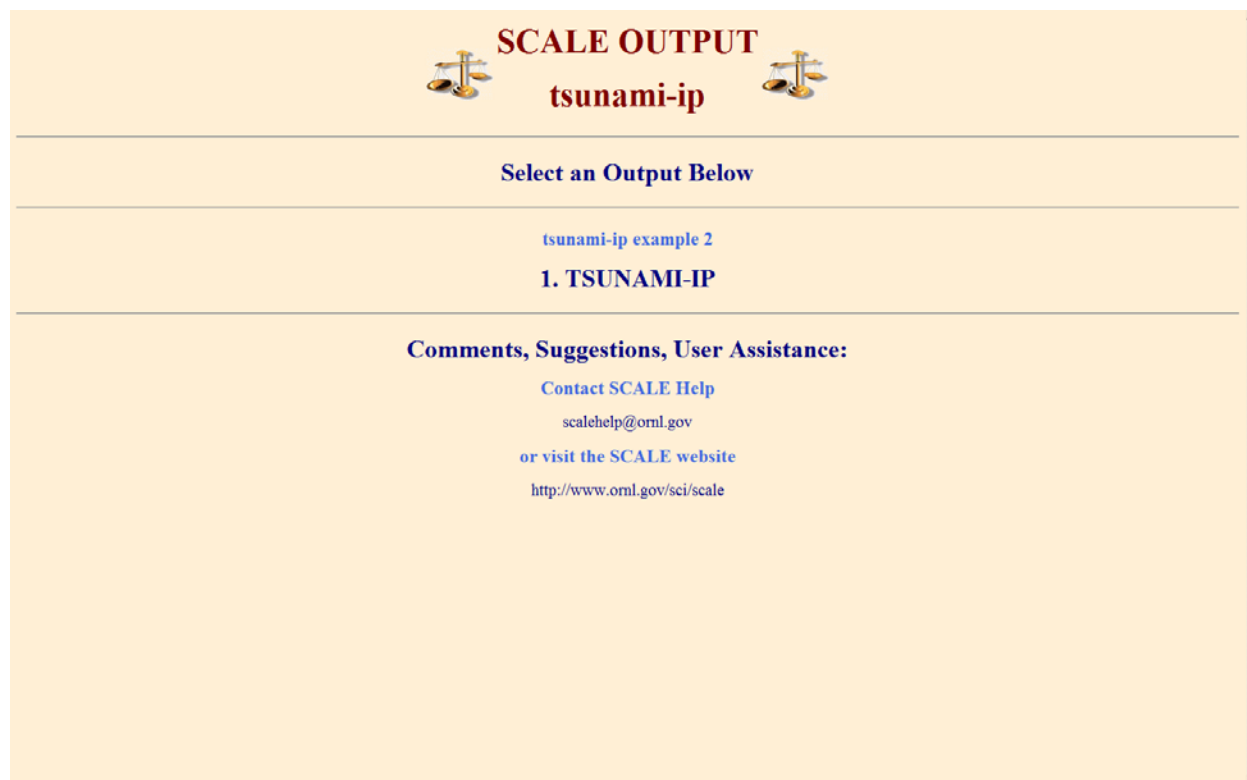 SCALE OUTPUT
tsunami-ip
Select an Output Below
tsunami-ip example 2
1. TSUNAMI-IP
Comments, Suggestions, User Assistance:
Contact SCALE Help
scalehelp@ornl.gov
or visit the SCALE website
http://www.ornl.gov/sci/scale